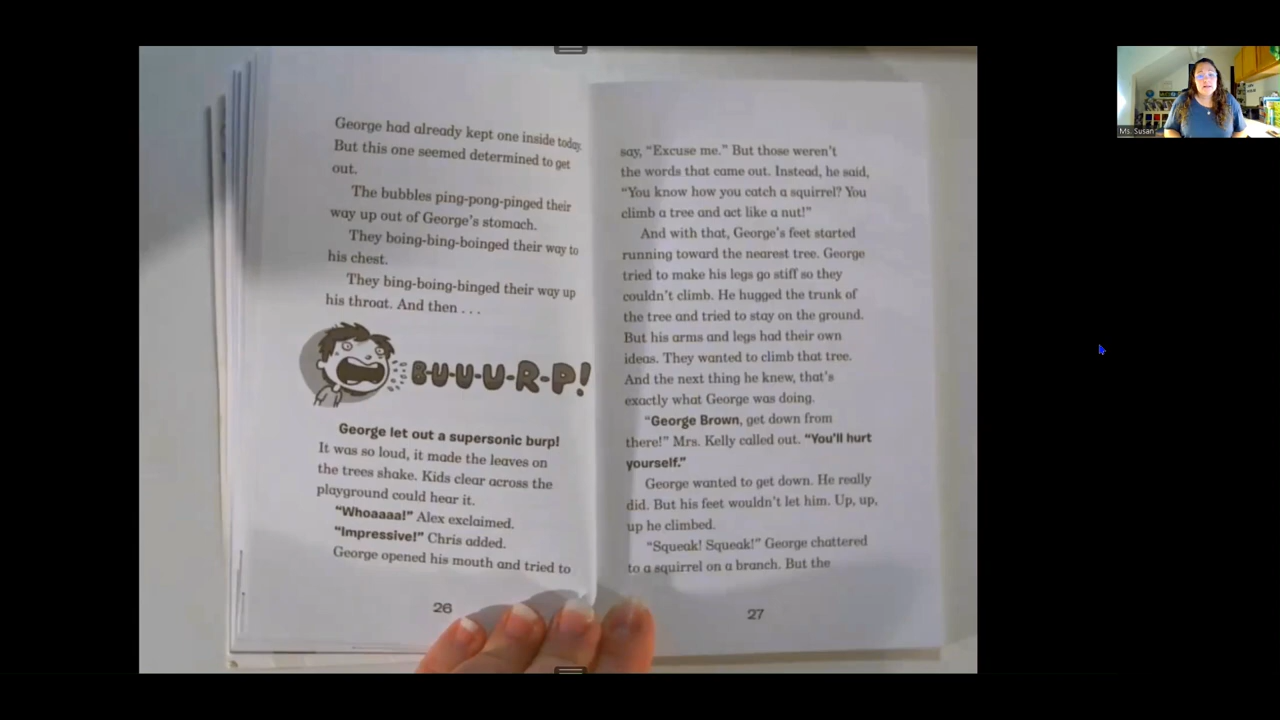 George had already kept one inside today.
But this one seemed determined to get
out.
The bubbles ping-pong-pinged their
way up out of George's stomach.
They boing-bing-boinged their way to
his chest.
They bing-boing-binged their way up
his throat. And then . . .
B-U-U-U-R-P!
George let out a supersonic burp!
It was so loud, it made the leaves on
the trees shake. Kids clear across the
playground could hear it.
"Whoaaaa!" Alex exclaimed.
"Impressive!" Chris added.
George opened his mouth and tried to
26
say, "Excuse me." But those weren't
the words that came out. Instead, he said,
"You know how you catch a squirrel? You
climb a tree and act like a nut!"
And with that, George's feet started
running toward the nearest tree. George
tried to make his legs go stiff so they
couldn't climb. He hugged the trunk of
the tree and tried to stay on the ground.
But his arms and legs had their own
ideas. They wanted to climb that tree.
And the next thing he knew, that's
exactly what George was doing.
"George Brown, get down from
there!" Mrs. Kelly called out. "You'll hurt
yourself."
George wanted to get down. He really
did. But his feet wouldn't let him. Up, up,
up he climbed.
"Squeak! Squeak!" George chattered
to a squirrel on a branch. But the
27
Ms. Susan